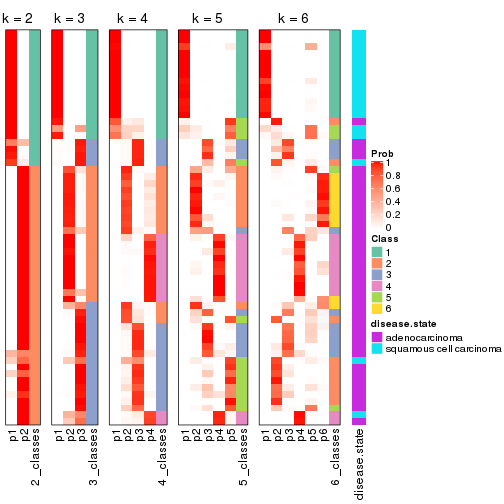 k = 2
k = 3
k = 4
k = 5
k = 6
Prob
1
0.8
0.6
0.4
0.2
0
Class
1
2
3
4
5
6
disease.state
adenocarcinoma
squamous cell carcinoma
p1
p2
2_classes
p1
p2
p3
3_classes
p1
p2
p3
p4
4_classes
p1
p2
p3
p4
p5
5_classes
p1
p2
p3
p4
p5
p6
6_classes
disease.state